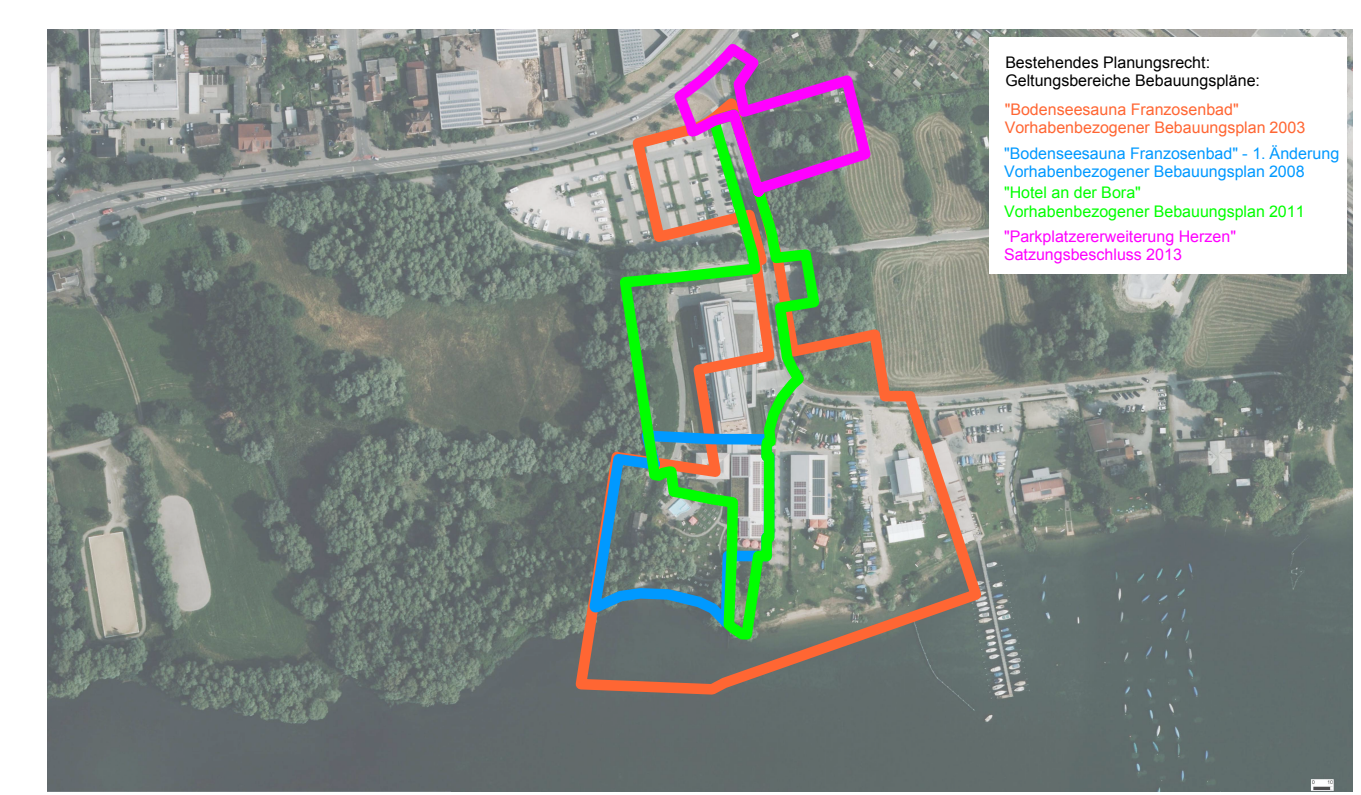 Bestehendes Planungsrecht:
Geltungsbereiche Bebauungspläne:
"Bodenseesauna Franzosenbad"
Vorhabenbezogener Bebauungsplan 2003
"Bodenseesauna Franzosenbad" - 1. Änderung
Vorhabenbezogener Bebauungsplan 2008
"Hotel an der Bora"
Vorhabenbezogener Bebauungsplan 2011
"Parkplatzererweiterung Herzen"
Satzungsbeschluss 2013